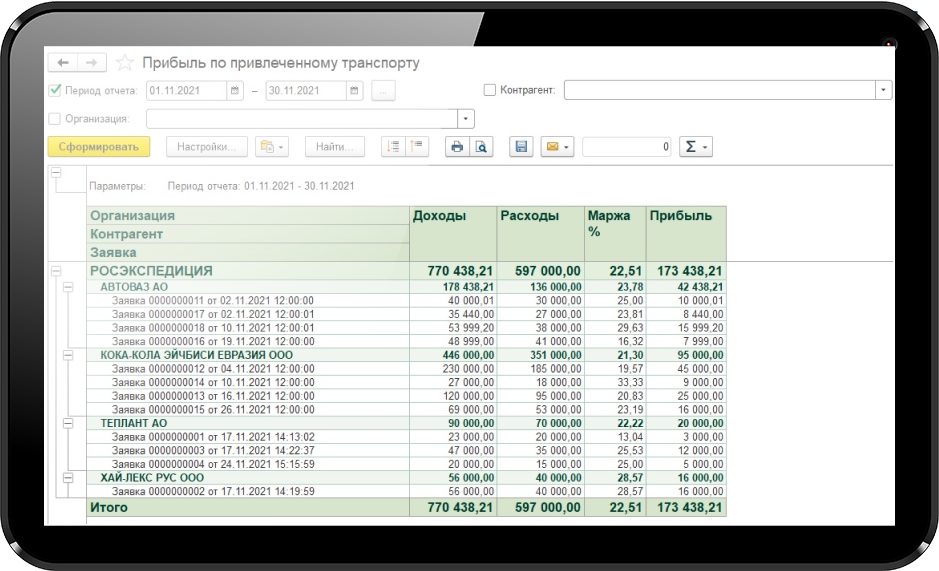 Прибыль по привлеченному транспорту
Период отчета: 01.11.2021 – 30.11.2021 ... Контрагент:
Организация:
Сформировать Настройки... Найти... 0 Σ
Параметры: Период отчета: 01.11.2021 - 30.11.2021
Организация Доходы Расходы Маржа % Прибыль
Контрагент
Заявка
РОСЭКСПЕДИЦИЯ 770 438,21 597 000,00 22,51 173 438,21
АВТОВАЗ АО 178 438,21 136 000,00 23,78 42 438,21
Заявка 0000000011 от 02.11.2021 12:00:00 40 000,01 30 000,00 25,00 10 000,01
Заявка 0000000017 от 02.11.2021 12:00:01 35 440,00 27 000,00 23,81 8 440,00
Заявка 0000000018 от 10.11.2021 12:00:01 53 999,20 38 000,00 29,63 15 999,20
Заявка 0000000016 от 19.11.2021 12:00:00 48 999,00 41 000,00 16,32 7 999,00
КОКА-КОЛА ЭЙЧБИСИ ЕВРАЗИЯ ООО 446 000,00 351 000,00 21,30 95 000,00
Заявка 0000000012 от 04.11.2021 12:00:00 230 000,00 185 000,00 19,57 45 000,00
Заявка 0000000014 от 10.11.2021 12:00:00 27 000,00 18 000,00 33,33 9 000,00
Заявка 0000000013 от 16.11.2021 12:00:00 120 000,00 95 000,00 20,83 25 000,00
Заявка 0000000015 от 26.11.2021 12:00:00 69 000,00 53 000,00 23,19 16 000,00
ТЕПЛАНТ АО 90 000,00 70 000,00 22,22 20 000,00
Заявка 0000000001 от 17.11.2021 14:13:02 23 000,00 20 000,00 13,04 3 000,00
Заявка 0000000003 от 17.11.2021 14:22:37 47 000,00 35 000,00 25,53 12 000,00
Заявка 0000000004 от 24.11.2021 15:15:59 20 000,00 15 000,00 25,00 5 000,00
ХАЙ-ЛЕКС РУС ООО 56 000,00 40 000,00 28,57 16 000,00
Заявка 0000000002 от 17.11.2021 14:19:59 56 000,00 40 000,00 28,57 16 000,00
Итого 770 438,21 597 000,00 22,51 173 438,21